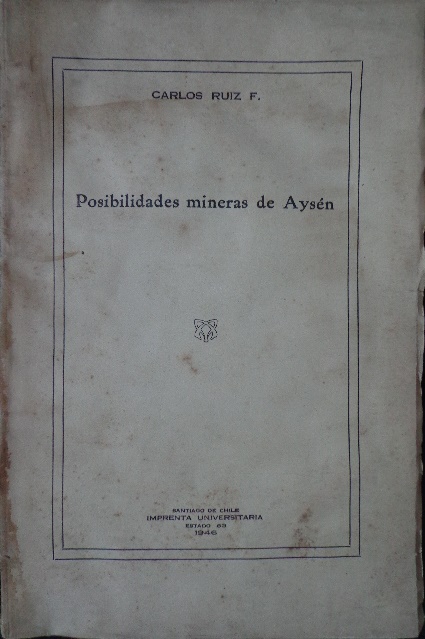 CARLOS RUIZ F.
Posibilidades mineras de Aysén
SANTIAGO DE CHILE
IMPRENTA UNIVERSITARIA
ESTADO 63
1946